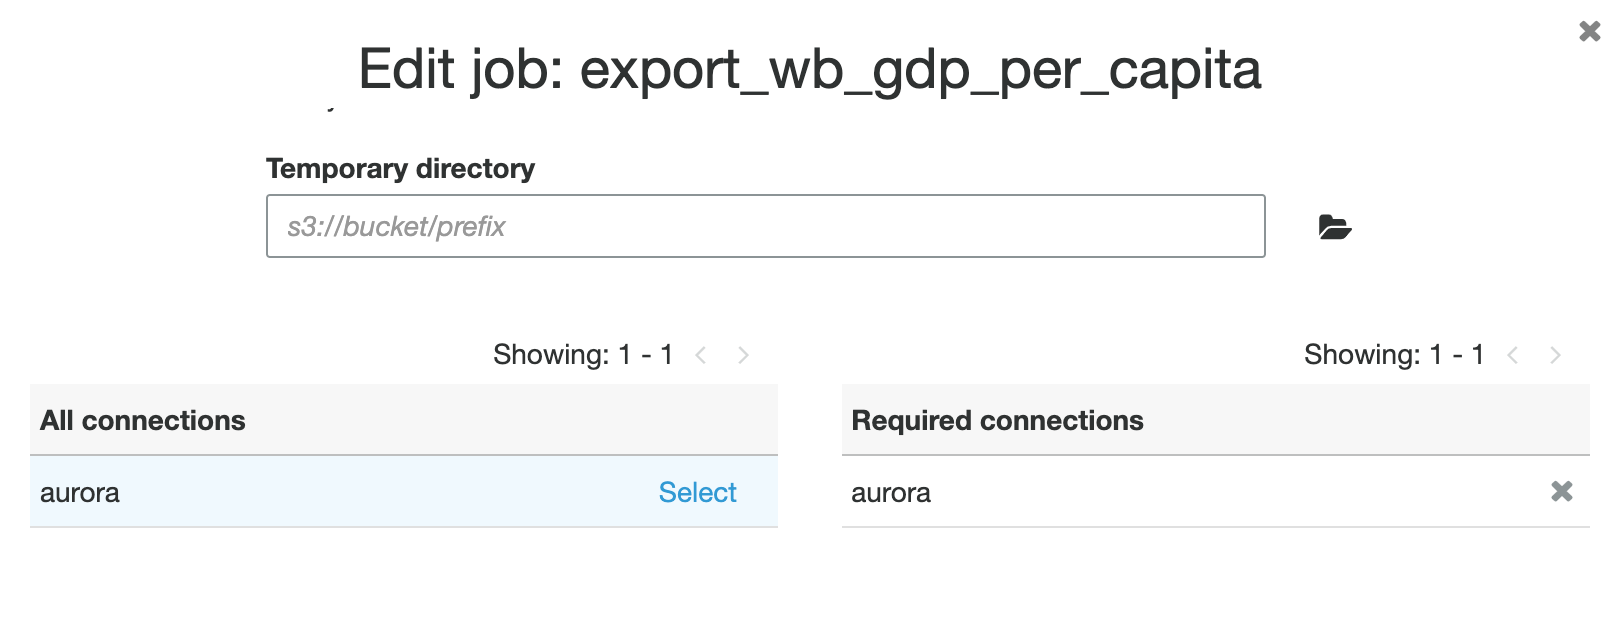 Edit job: export_wb_gdp_per_capita
Temporary directory
s3://bucket/prefix
Showing: 1 - 1
All connections
aurora Select
Showing: 1 - 1
Required connections
aurora